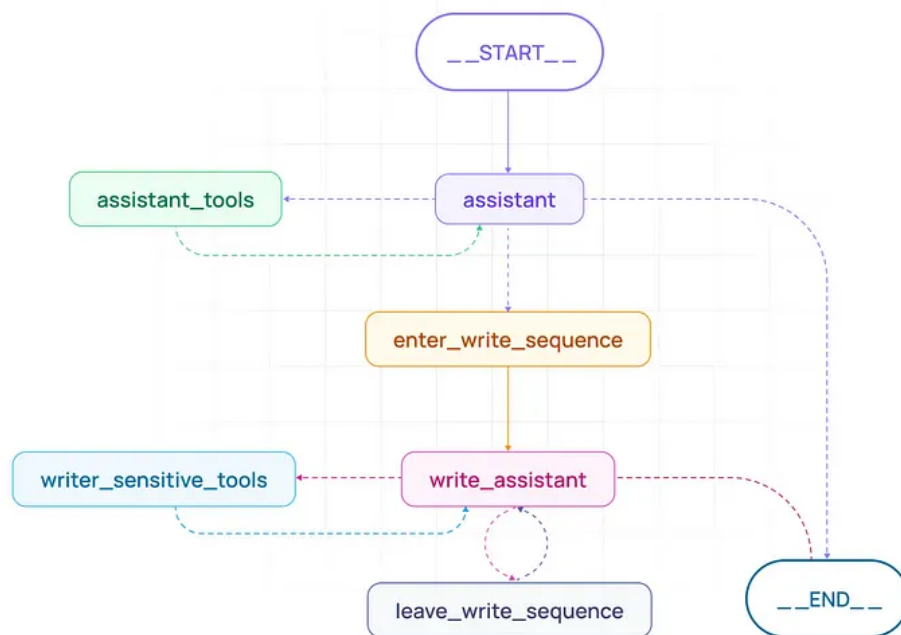 __START__
assistant_tools
assistant
enter_write_sequence
writer_sensitive_tools
write_assistant
leave_write_sequence
__END__